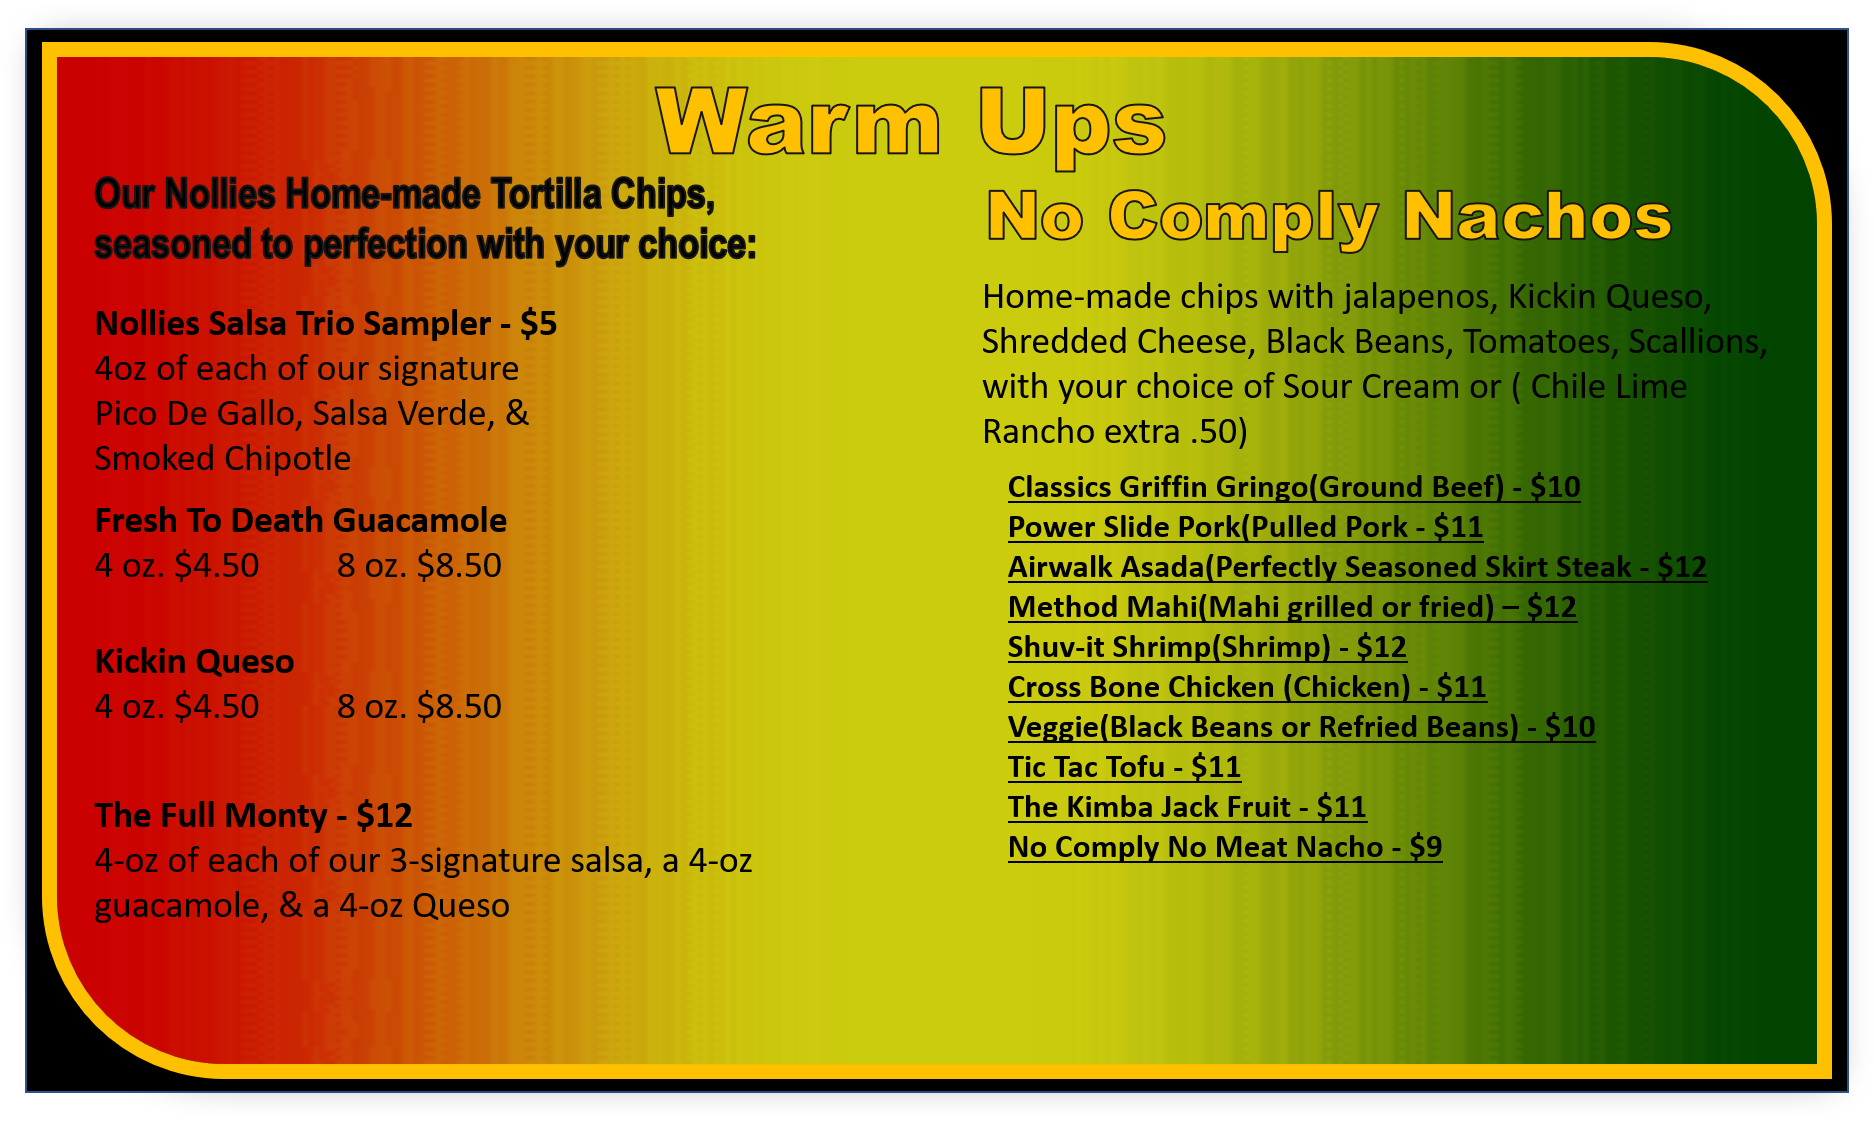 Warm Ups
Our Nollies Home-made Tortilla Chips,
seasoned to perfection with your choice:
Nollies Salsa Trio Sampler - $5
4oz of each of our signature
Pico De Gallo, Salsa Verde, &
Smoked Chipotle
Fresh To Death Guacamole
4 oz. $4.50 8 oz. $8.50
Kickin Queso
4 oz. $4.50 8 oz. $8.50
The Full Monty - $12
4-oz of each of our 3-signature salsa, a 4-oz
guacamole, & a 4-oz Queso
No Comply Nachos
Home-made chips with jalapenos, Kickin Queso,
Shredded Cheese, Black Beans, Tomatoes, Scallions,
with your choice of Sour Cream or ( Chile Lime
Rancho extra .50)
Classics Griffin Gringo(Ground Beef) - $10
Power Slide Pork(Pulled Pork - $11
Airwalk Asada(Perfectly Seasoned Skirt Steak - $12
Method Mahi(Mahi grilled or fried) – $12
Shuv-it Shrimp(Shrimp) - $12
Cross Bone Chicken (Chicken) - $11
Veggie(Black Beans or Refried Beans) - $10
Tic Tac Tofu - $11
The Kimba Jack Fruit - $11
No Comply No Meat Nacho - $9